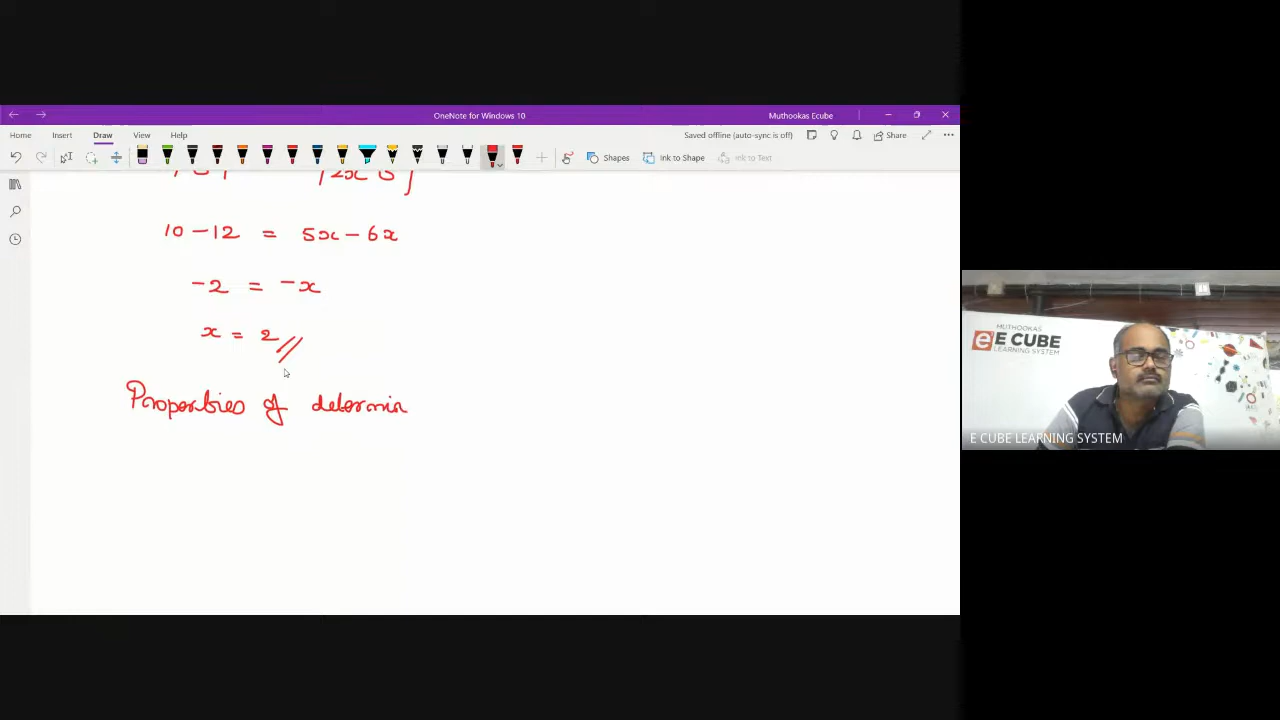 OneNote for Windows 10
Muthookas Ecube
Home Insert Draw View Help
Saved offline (auto-sync is off)
Share
Shapes
Ink to Shape
Ink to Text
2x 5
10 - 12 = 5x - 6x
-2 = -x
x = 2 //
Properties of determin
MUTHOOKAS
e E CUBE
LEARNING SYSTEM
E CUBE LEARNING SYSTEM